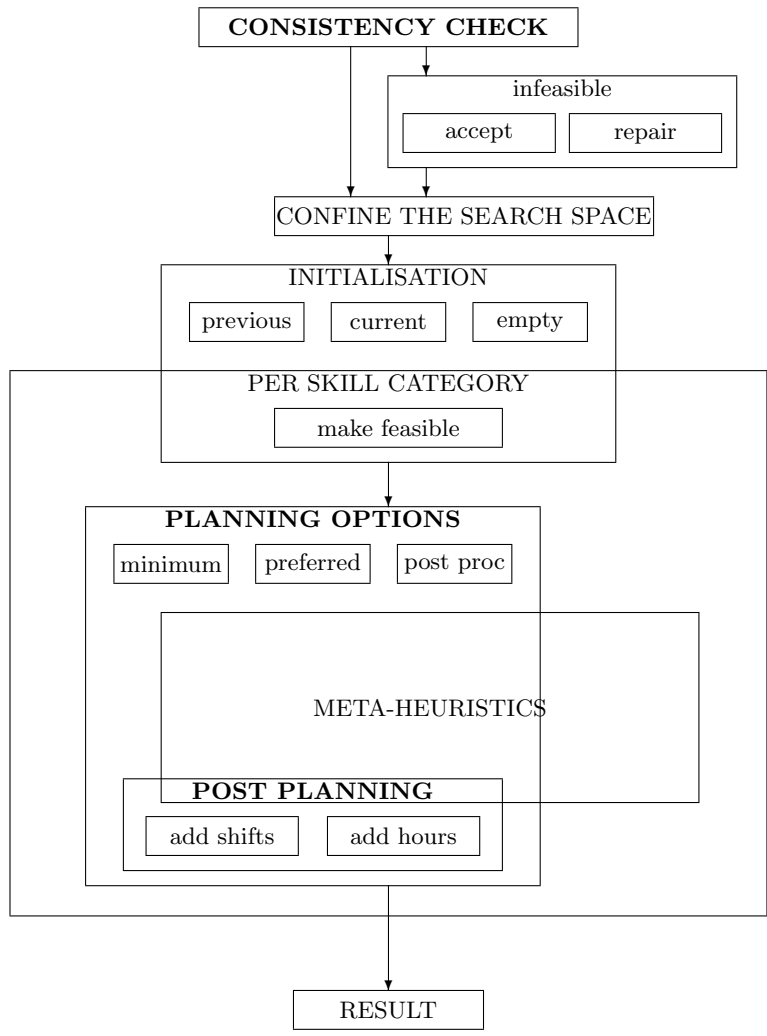 CONSISTENCY CHECK
infeasible
accept
repair
CONFINE THE SEARCH SPACE
INITIALISATION
previous
current
empty
PER SKILL CATEGORY
make feasible
PLANNING OPTIONS
minimum
preferred
post proc
META-HEURISTICS
POST PLANNING
add shifts
add hours
RESULT